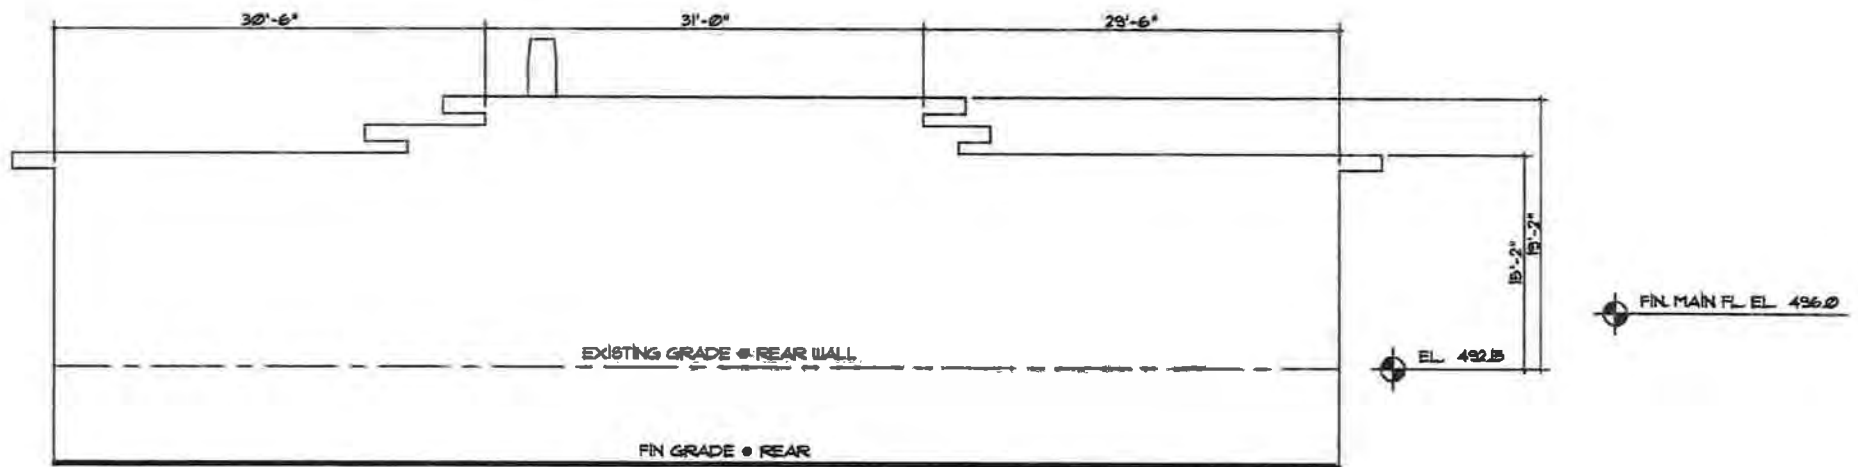 30'-6"
31'-0"
29'-6"
15'-2"
19'-2"
FIN. MAIN FL. EL. 496.0
EXISTING GRADE @ REAR WALL
EL. 492.15
FIN GRADE @ REAR